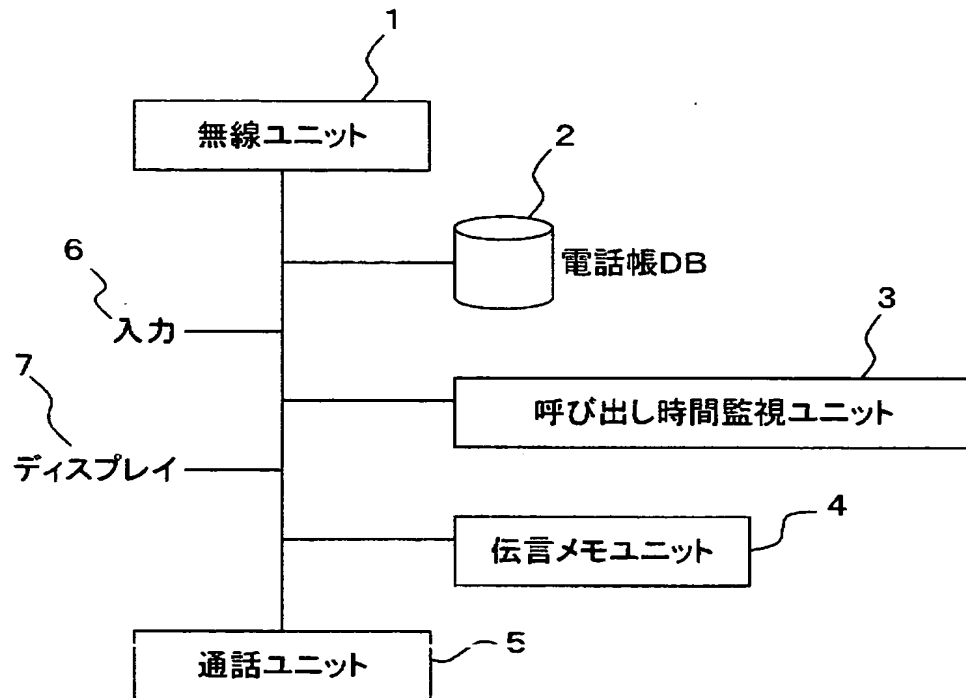 1
無線ユニット
2
電話帳DB
6
入力
3
呼び出し時間監視ユニット
7
ディスプレイ
4
伝言メモユニット
5
通話ユニット